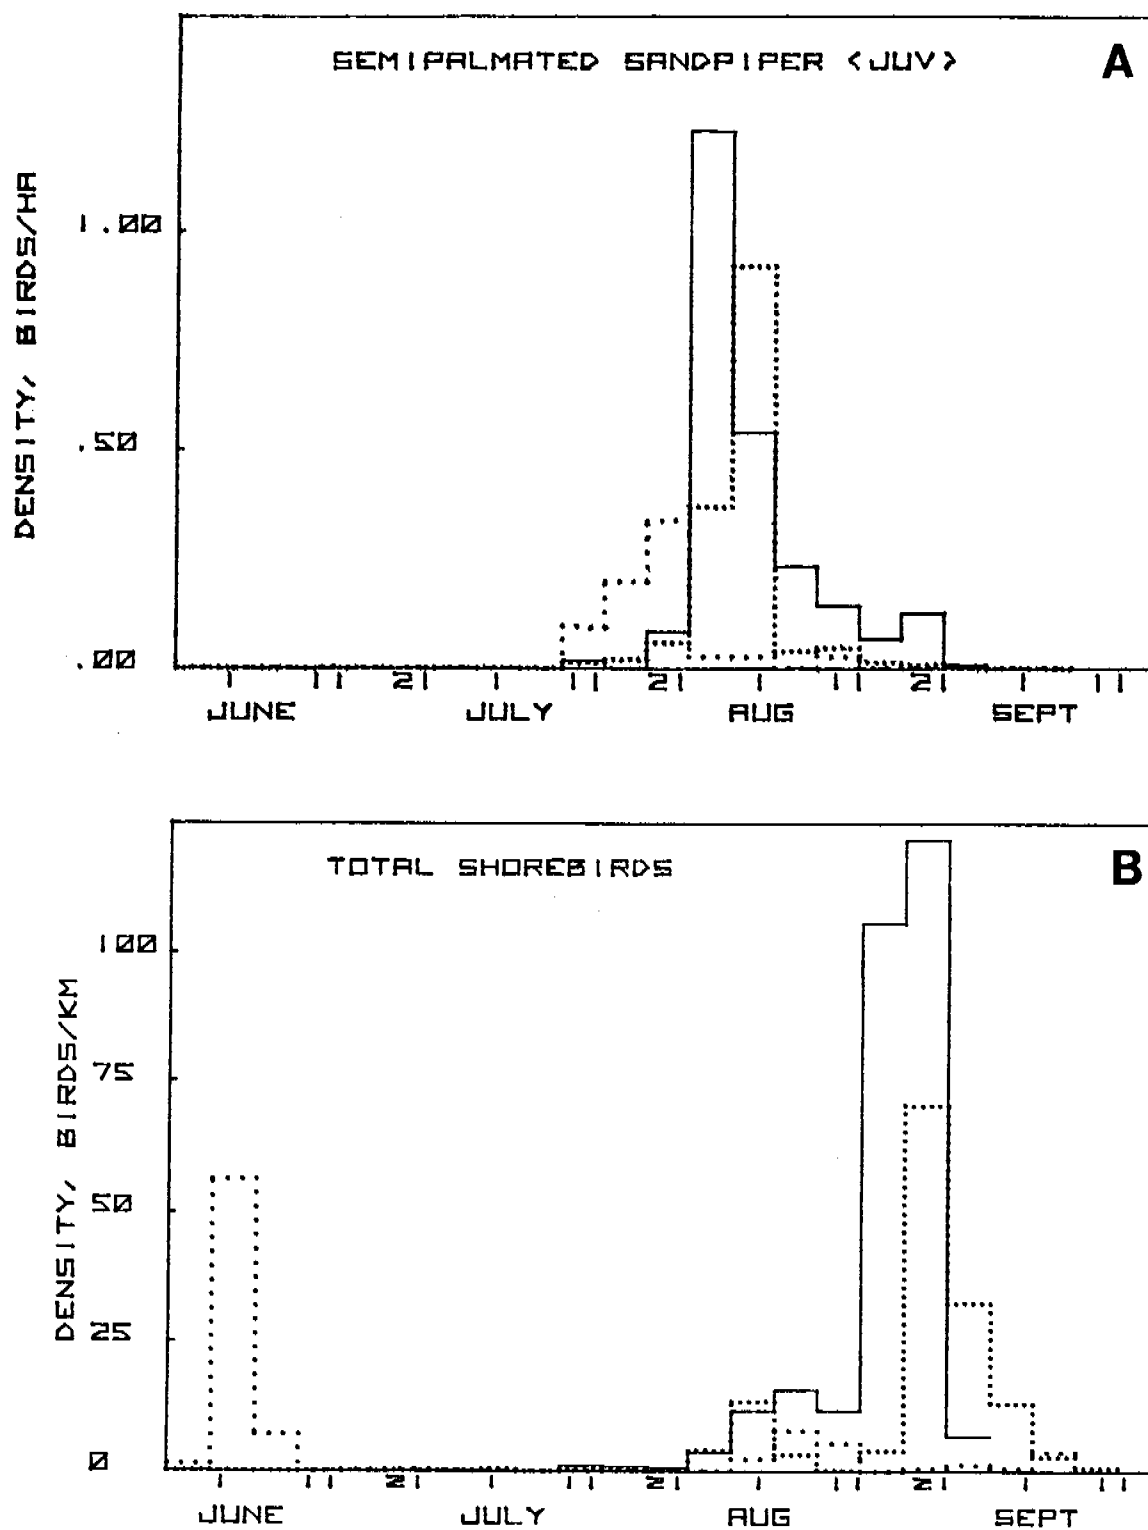 SEMIPALMATED SANDPIPER <JUV> A
DENSITY, BIRDS/HA
1.00
.50
.00
1 11 21 1 11 21 1 11 21 1 11
JUNE JULY AUG SEPT
TOTAL SHOREBIRDS B
DENSITY, BIRDS/KM
100
75
50
25
0
1 11 21 1 11 21 1 11 21 1 11
JUNE JULY AUG SEPT